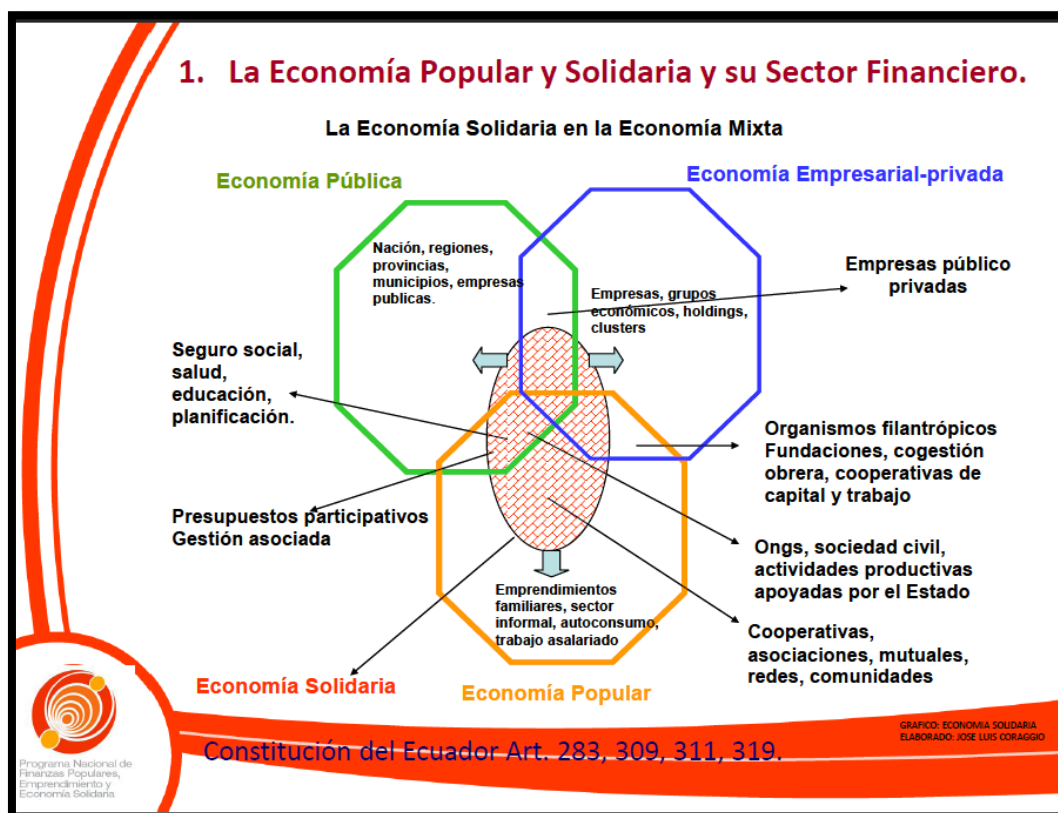 1. La Economía Popular y Solidaria y su Sector Financiero.
La Economía Solidaria en la Economía Mixta
Economía Pública
Economía Empresarial-privada
Nación, regiones,
provincias,
municipios, empresas
publicas.
Empresas, grupos
económicos, holdings,
clusters
Empresas público
privadas
Seguro social,
salud,
educación,
planificación.
Organismos filantrópicos
Fundaciones, cogestión
obrera, cooperativas de
capital y trabajo
Presupuestos participativos
Gestión asociada
Ongs, sociedad civil,
actividades productivas
apoyadas por el Estado
Emprendimientos
familiares, sector
informal, autoconsumo,
trabajo asalariado
Cooperativas,
asociaciones, mutuales,
redes, comunidades
Economía Solidaria
Economía Popular
GRAFICO: ECONOMIA SOLIDARIA
ELABORADO: JOSE LUIS CORAGGIO
Constitución del Ecuador Art. 283, 309, 311, 319.
Programa Nacional de
Finanzas Populares,
Emprendimiento y
Economía Solidaria